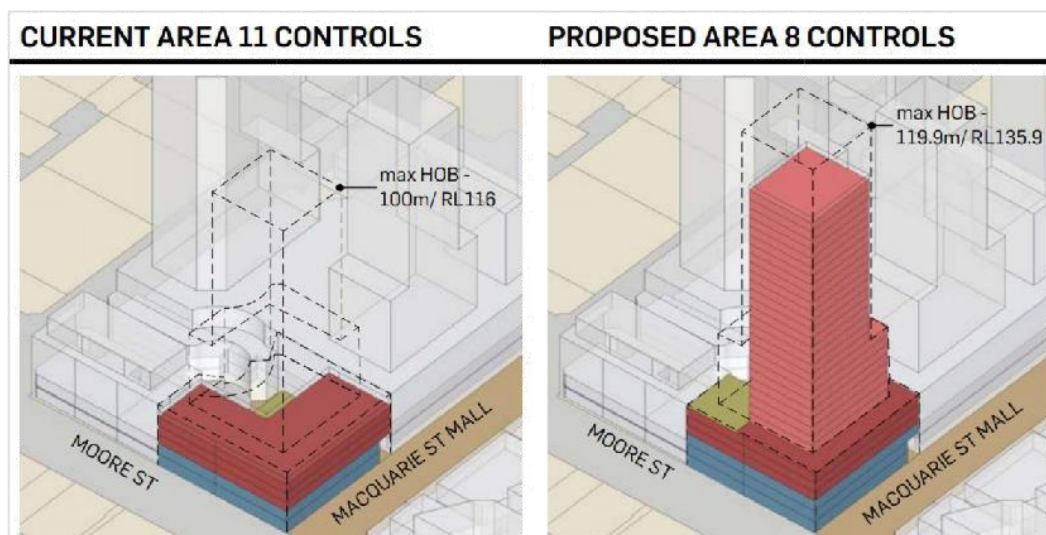 CURRENT AREA 11 CONTROLS
max HOB -
100m/ RL116
MOORE ST
MACQUARIE ST MALL
PROPOSED AREA 8 CONTROLS
max HOB -
119.9m/ RL135.9
MOORE ST
MACQUARIE ST MALL